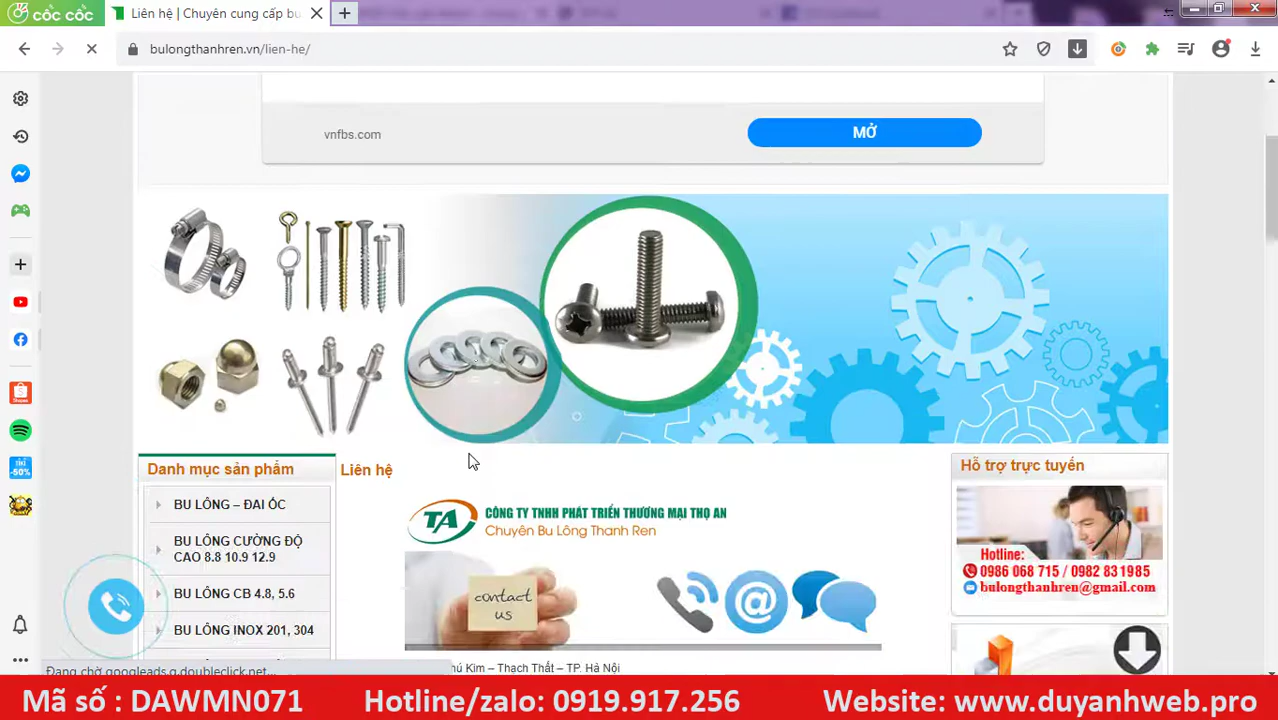 cốc cốc
Liên hệ | Chuyên cung cấp bu
bulongthanhren.vn/lien-he/
vnfbs.com
MỞ
Danh mục sản phẩm
BU LÔNG – ĐAI ỐC
BU LÔNG CƯỜNG ĐỘ
CAO 8.8 10.9 12.9
BU LÔNG CB 4.8, 5.6
BU LÔNG INOX 201, 304
Liên hệ
TA
CÔNG TY TNHH PHÁT TRIỂN THƯƠNG MẠI THỌ AN
Chuyên Bu Lông Thanh Ren
contact
us
Kim – Thạch Thất – TP. Hà Nội
Hỗ trợ trực tuyến
Hotline:
0986 068 715 / 0982 831985
bulongthanhren@gmail.com
Đang chờ googleads.g.doubleclick.net...
Mã số : DAWMN071
Hotline/zalo: 0919.917.256
Website: www.duyanhweb.pro